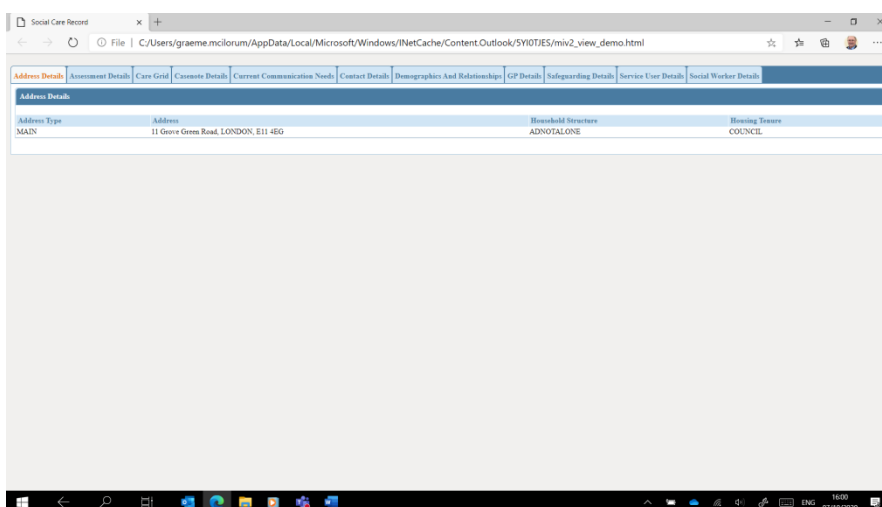 Social Care Record
File | C:/Users/graeme.mcilorum/AppData/Local/Microsoft/Windows/INetCache/Content.Outlook/5YI0TJES/miv2_view_demo.html
Address Details Assessment Details Care Grid Casenote Details Current Communication Needs Contact Details Demographics And Relationships GP Details Safeguarding Details Service User Details Social Worker Details
Address Details
Address Type Address Household Structure Housing Tenure
MAIN 11 Grove Green Road, LONDON, E11 4EG ADNOTALONE COUNCIL
16:00
ENG
07/10/2020